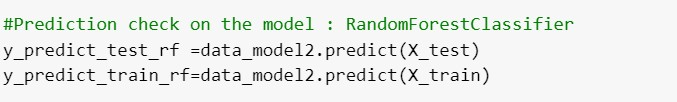 #Prediction check on the model : RandomForestClassifier
y_predict_test_rf =data_model2.predict(X_test)
y_predict_train_rf=data_model2.predict(X_train)